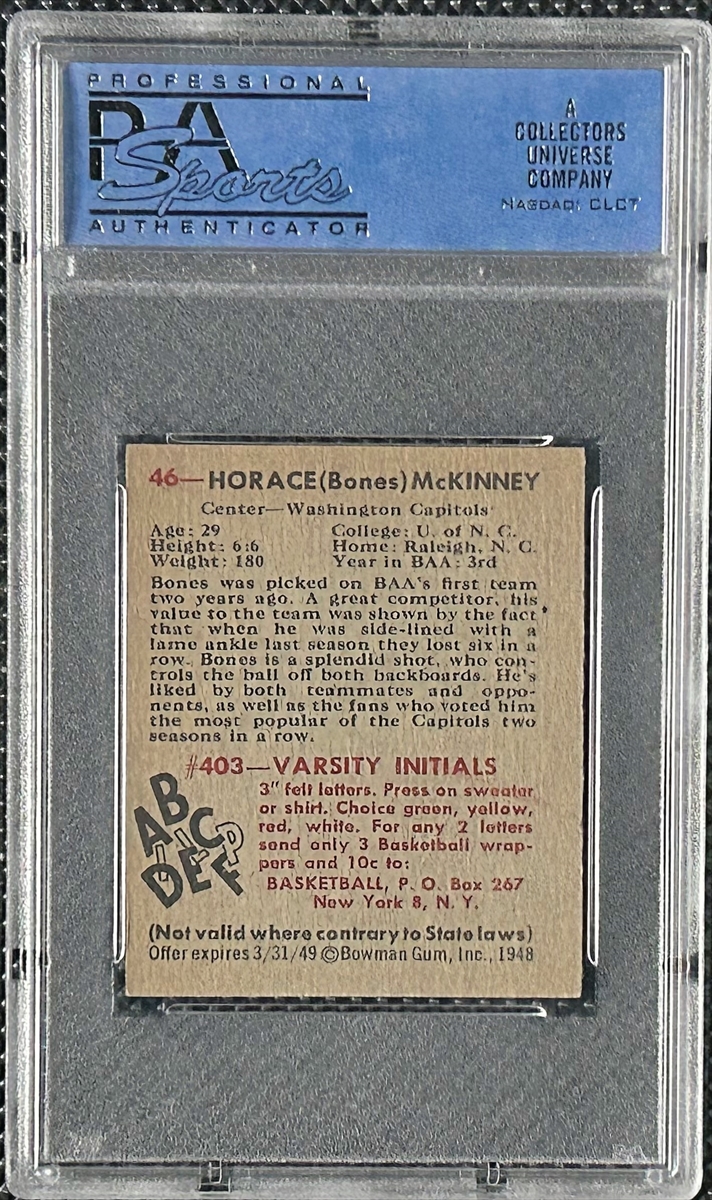 PROFESSIONAL
PSA
Sports
AUTHENTICATOR
A
COLLECTORS
UNIVERSE
COMPANY
NASDAQ: CLCT
46—HORACE (Bones) McKINNEY
Center—Washington Capitols
Age: 29 College: U. of N. C.
Height: 6:6 Home: Raleigh, N. C.
Weight: 180 Year in BAA: 3rd
Bones was picked on BAA's first team
two years ago. A great competitor, his
value to the team was shown by the fact
that when he was side-lined with a
lame ankle last season they lost six in a
row. Bones is a splendid shot, who con-
trols the ball off both backboards. He's
liked by both teammates and oppo-
nents, as well as the fans who voted him
the most popular of the Capitols two
seasons in a row.
#403—VARSITY INITIALS
ABC
DEF
P
3" felt letters. Press on sweater
or shirt. Choice green, yellow,
red, white. For any 2 letters
send only 3 Basketball wrap-
pers and 10c to:
BASKETBALL, P. O. Box 267
New York 8, N. Y.
(Not valid where contrary to State laws)
Offer expires 3/31/49 ©Bowman Gum, Inc., 1948